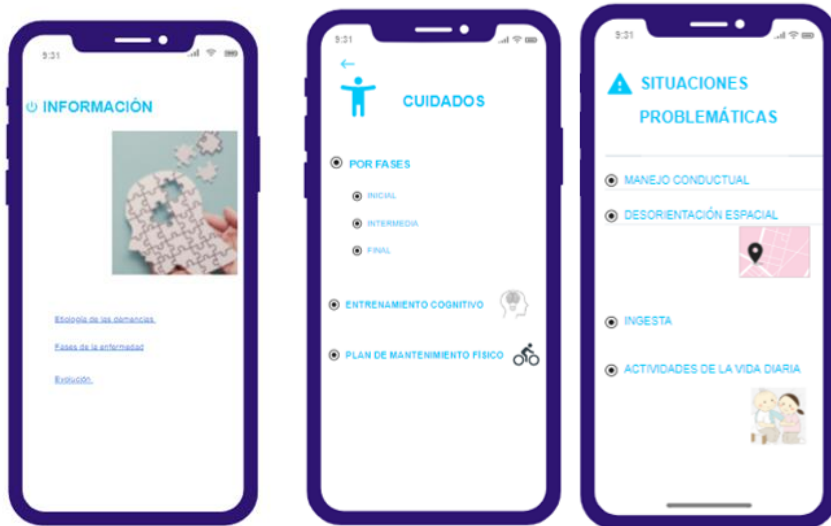 9:31
INFORMACIÓN
Etiología de las demencias
Fases de la enfermedad
Evolución
9:31
CUIDADOS
POR FASES
INICIAL
INTERMEDIA
FINAL
ENTRENAMIENTO COGNITIVO
PLAN DE MANTENIMIENTO FÍSICO
9:31
SITUACIONES
PROBLEMÁTICAS
MANEJO CONDUCTUAL
DESORIENTACIÓN ESPACIAL
INGESTA
ACTIVIDADES DE LA VIDA DIARIA